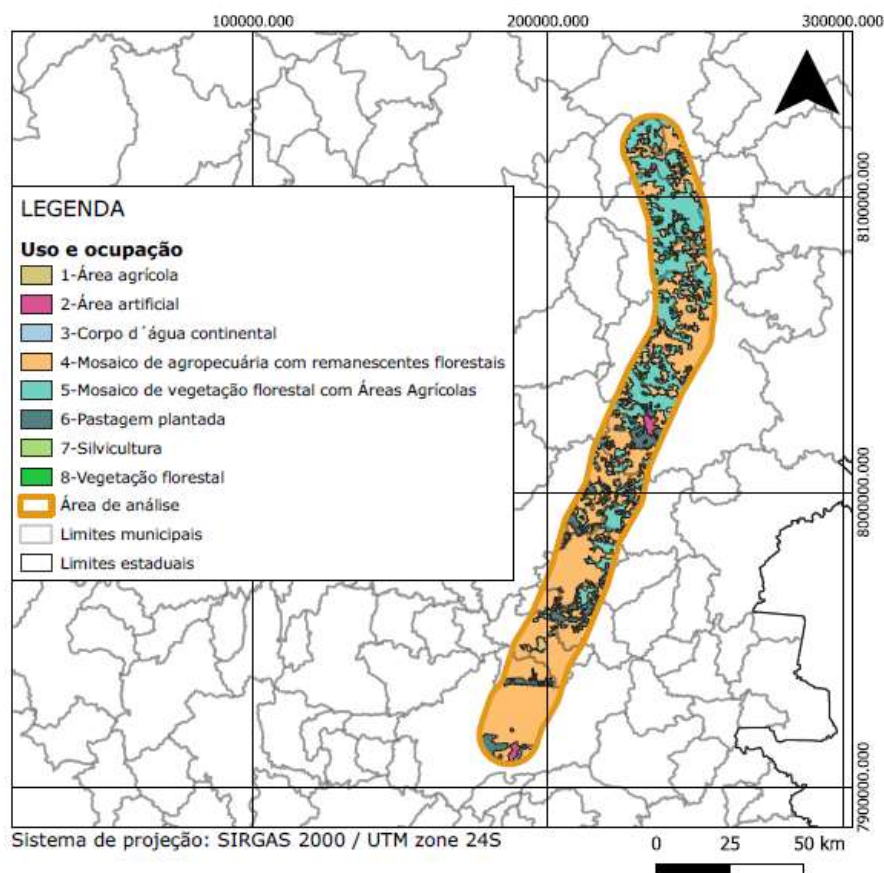 100000.000 200000.000 300000.000
8100000.000
LEGENDA
Uso e ocupação
1-Área agrícola
2-Área artificial
3-Corpo d´água continental
4-Mosaico de agropecuária com remanescentes florestais
5-Mosaico de vegetação florestal com Áreas Agrícolas
6-Pastagem plantada
7-Silvicultura
8-Vegetação florestal
Área de análise
Limites municipais
Limites estaduais
8000000.000
7900000.000
Sistema de projeção: SIRGAS 2000 / UTM zone 24S
0 25 50 km